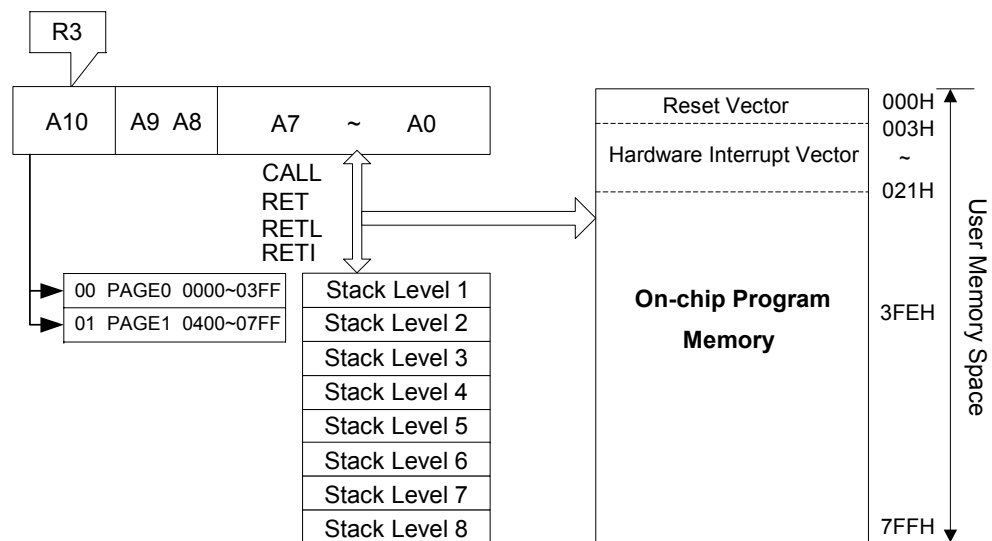 R3
A10 A9 A8 A7 ~ A0
CALL
RET
RETL
RETI
00 PAGE0 0000~03FF
01 PAGE1 0400~07FF
Stack Level 1
Stack Level 2
Stack Level 3
Stack Level 4
Stack Level 5
Stack Level 6
Stack Level 7
Stack Level 8
Reset Vector
Hardware Interrupt Vector
On-chip Program
Memory
000H
003H
~
021H
3FEH
7FFH
User Memory Space